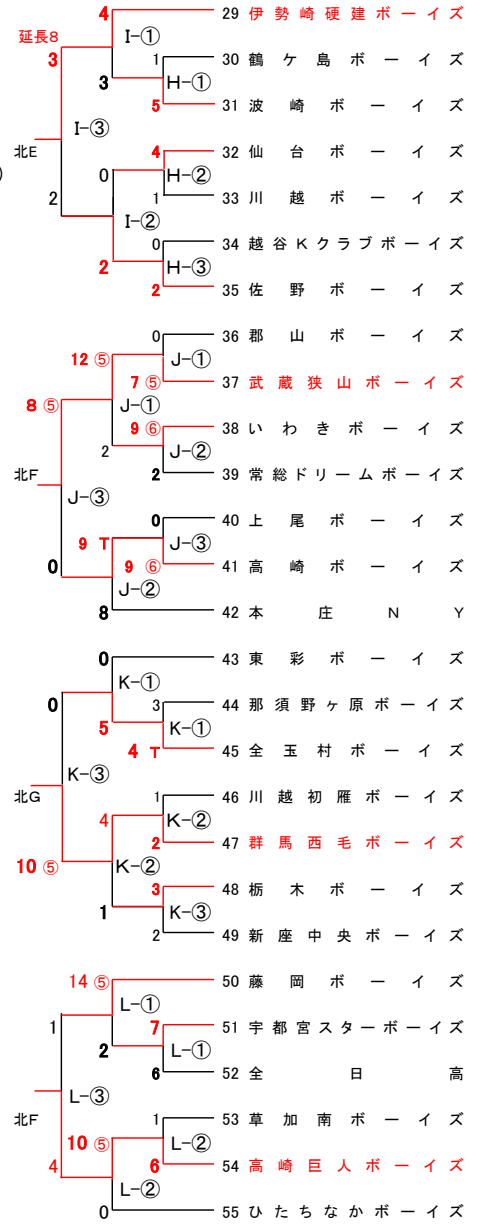 4 29 伊勢崎硬建ボーイズ
延長8 I-①
3 3 1 30 鶴ケ島ボーイズ
H-①
5 31 波崎ボーイズ
I-③
北E 4 32 仙台ボーイズ
) 0 H-②
2 1 33 川越ボーイズ
I-②
0 34 越谷Kクラブボーイズ
2 H-③
2 35 佐野ボーイズ
0 36 郡山ボーイズ
12 ⑤ J-①
7 ⑤ 37 武蔵狭山ボーイズ
8 ⑤ J-①
9 ⑥ 38 いわきボーイズ
2 J-②
北F 2 39 常総ドリームボーイズ
J-③
0 40 上尾ボーイズ
9 T J-③
0 9 ⑥ 41 高崎ボーイズ
J-②
8 42 本庄NY
0 43 東彩ボーイズ
K-①
0 3 44 那須野ヶ原ボーイズ
5 K-①
4 T 45 全玉村ボーイズ
K-③
北G 1 46 川越初雁ボーイズ
4 K-②
2 47 群馬西毛ボーイズ
10 ⑤ K-②
3 48 栃木ボーイズ
1 K-③
2 49 新座中央ボーイズ
14 ⑤ 50 藤岡ボーイズ
L-①
1 7 51 宇都宮スターボーイズ
2 L-①
6 52 全日高
L-③
北F 1 53 草加南ボーイズ
10 ⑤ L-②
4 6 54 高崎巨人ボーイズ
L-②
0 55 ひたちなかボーイズ